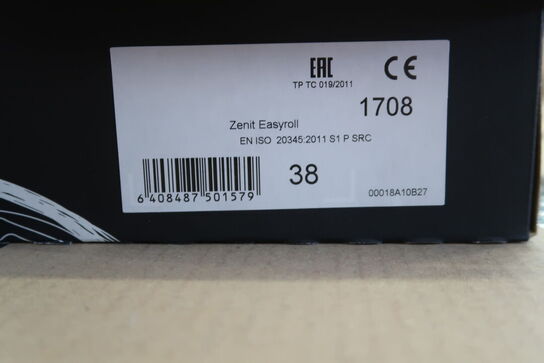 EAC CE
TP TC 019/2011
1708
Zenit Easyroll
EN ISO 20345:2011 S1 P SRC
38
6 408487 501579
00018A10B27